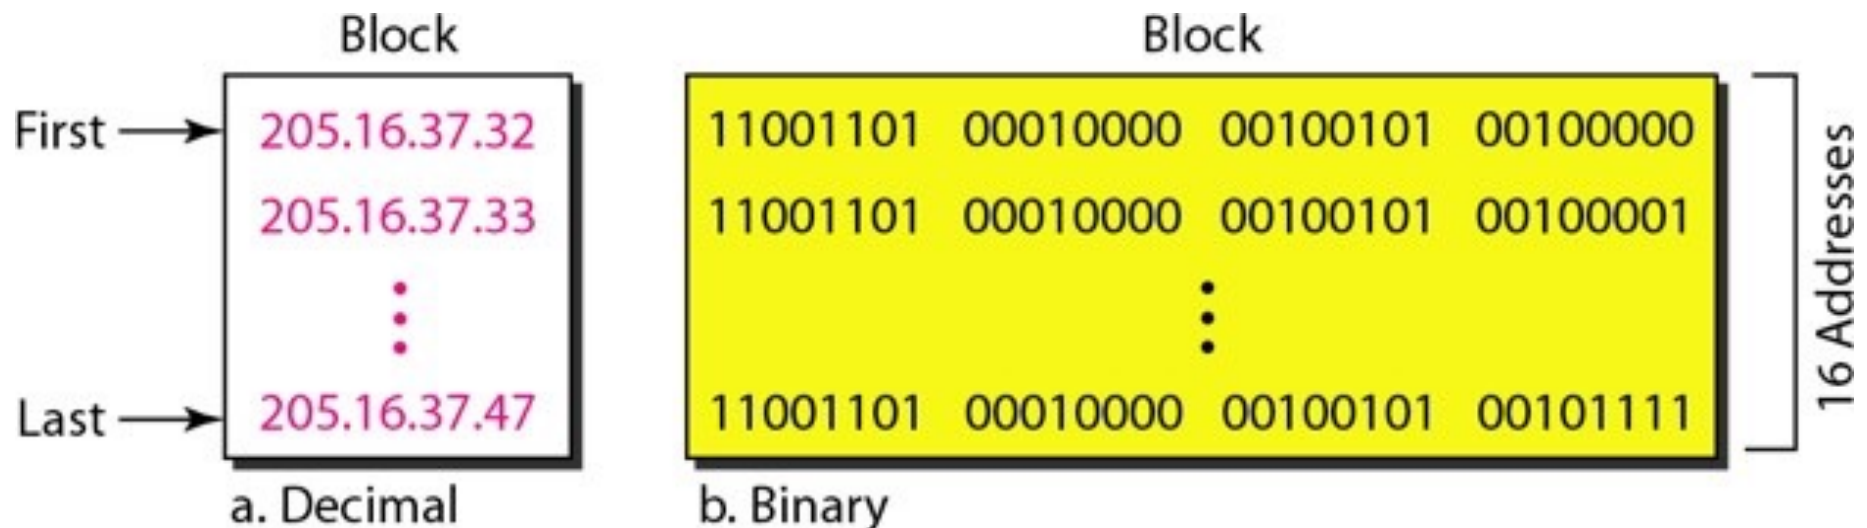 Block
First 205.16.37.32
205.16.37.33
Last 205.16.37.47
a. Decimal
Block
11001101 00010000 00100101 00100000
11001101 00010000 00100101 00100001
11001101 00010000 00100101 00101111
b. Binary
16 Addresses